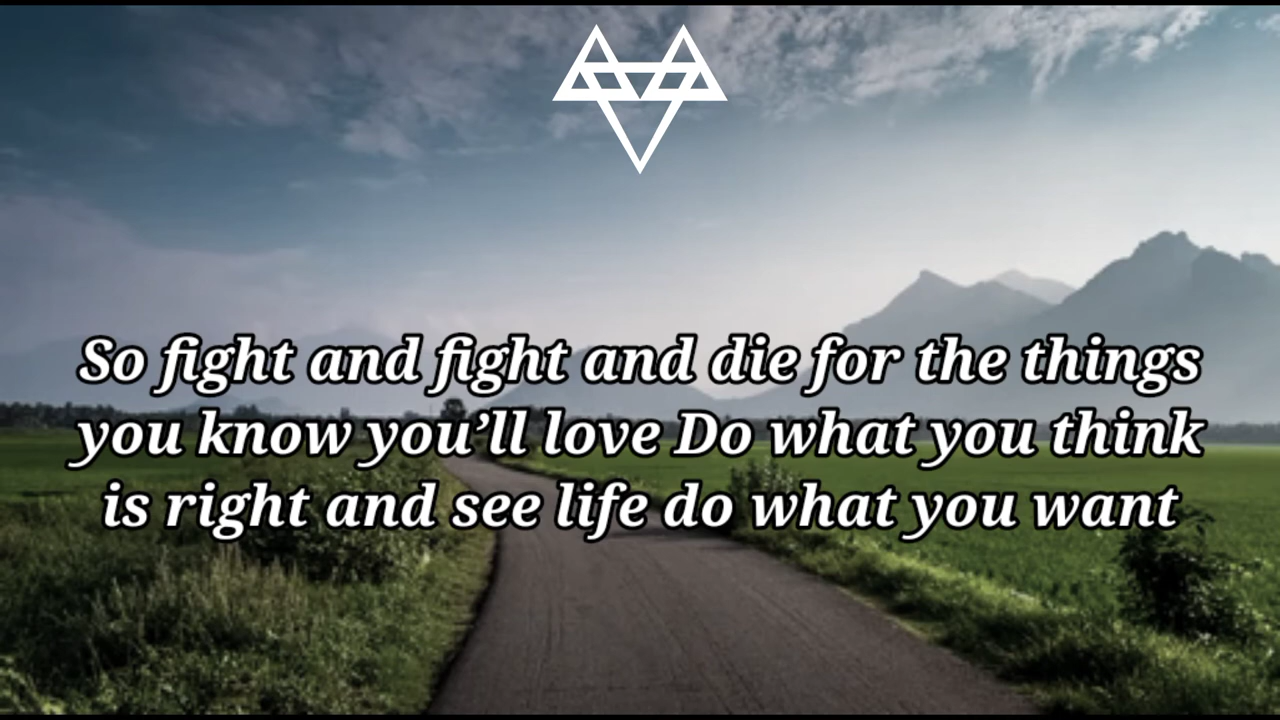 So fight and fight and die for the things
you know you’ll love Do what you think
is right and see life do what you want